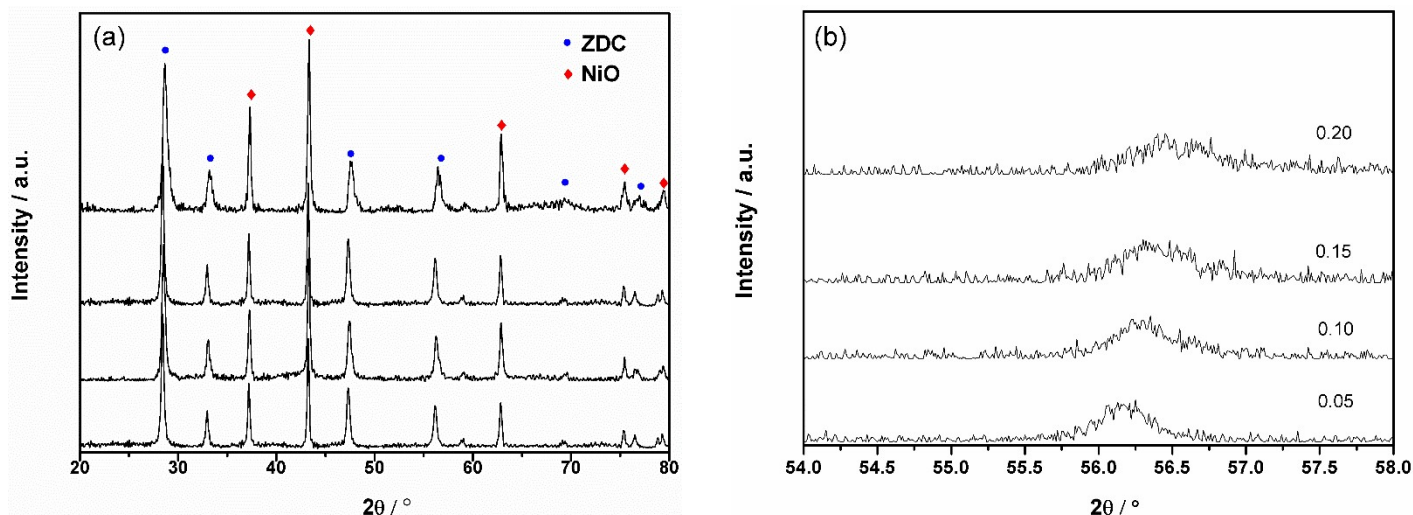 (a)
ZDC
NiO
Intensity / a.u.
20 30 40 50 60 70 80
2θ / °
(b)
0.20
0.15
0.10
0.05
Intensity / a.u.
54.0 54.5 55.0 55.5 56.0 56.5 57.0 57.5 58.0
2θ / °